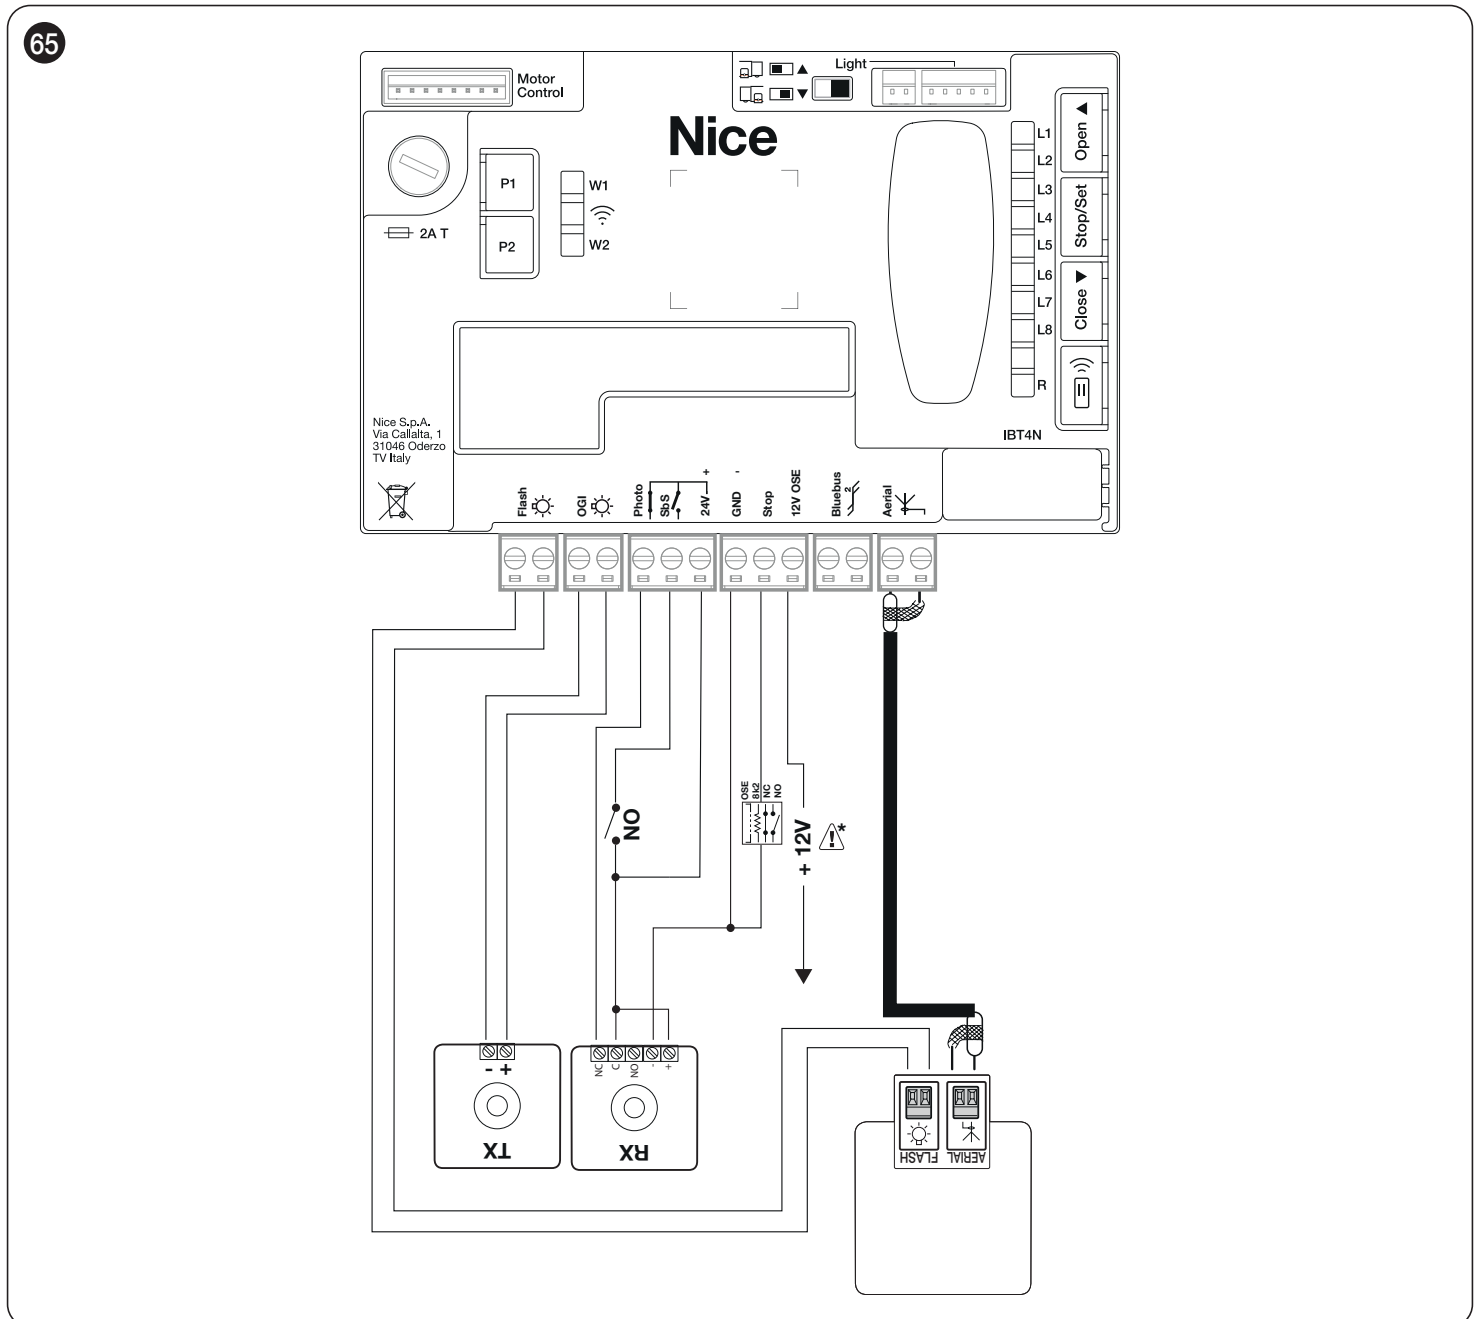 65
Motor
Control
Light
Nice
2A T
P1
P2
W1
W2
L1
L2
L3
L4
L5
L6
L7
L8
R
Open ▲
Stop/Set
Close ▼
Nice S.p.A.
Via Callalta, 1
31046 Oderzo
TV Italy
IBT4N
Flash
OGI
Photo
SbS
24V +
GND -
Stop
12V OSE
Bluebus
2
Aerial
NO
OSE
8k2
NC
NO
+ 12V
*
- +
TX
NC
C
NO
-
+
RX
FLASH
AERIAL